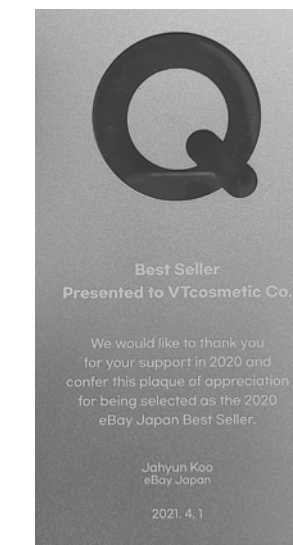 Q
Best Seller
Presented to VTcosmetic Co.
We would like to thank you
for your support in 2020 and
confer this plaque of appreciation
for being selected as the 2020
eBay Japan Best Seller.
Jahyun Koo
eBay Japan
2021. 4. 1